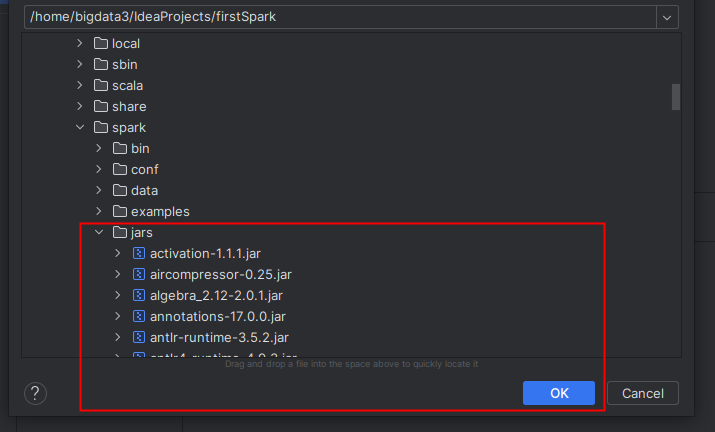 /home/bigdata3/IdeaProjects/firstSpark
local
sbin
scala
share
spark
bin
conf
data
examples
jars
activation-1.1.1.jar
aircompressor-0.25.jar
algebra_2.12-2.0.1.jar
annotations-17.0.0.jar
antlr-runtime-3.5.2.jar
Drag and drop a file into the space above to quickly locate it
?
OK
Cancel